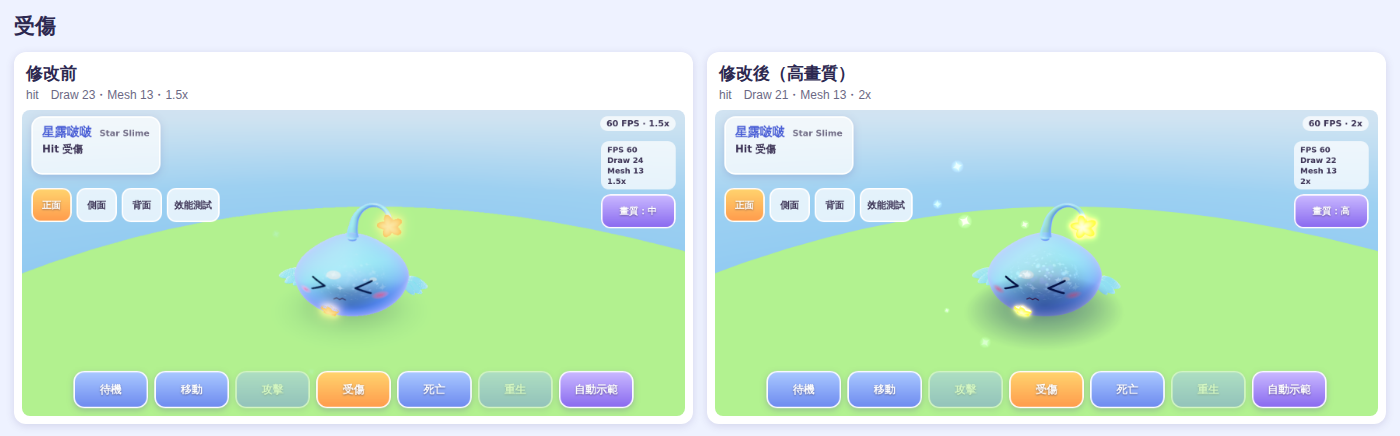 受傷
修改前
hit Draw 23・Mesh 13・1.5x
星露啵啵 Star Slime
Hit 受傷
60 FPS · 1.5x
FPS 60
Draw 24
Mesh 13
1.5x
正面 側面 背面 效能測試
畫質：中
待機 移動 攻擊 受傷 死亡 重生 自動示範
修改後（高畫質）
hit Draw 21・Mesh 13・2x
星露啵啵 Star Slime
Hit 受傷
60 FPS · 2x
FPS 60
Draw 22
Mesh 13
2x
正面 側面 背面 效能測試
畫質：高
待機 移動 攻擊 受傷 死亡 重生 自動示範